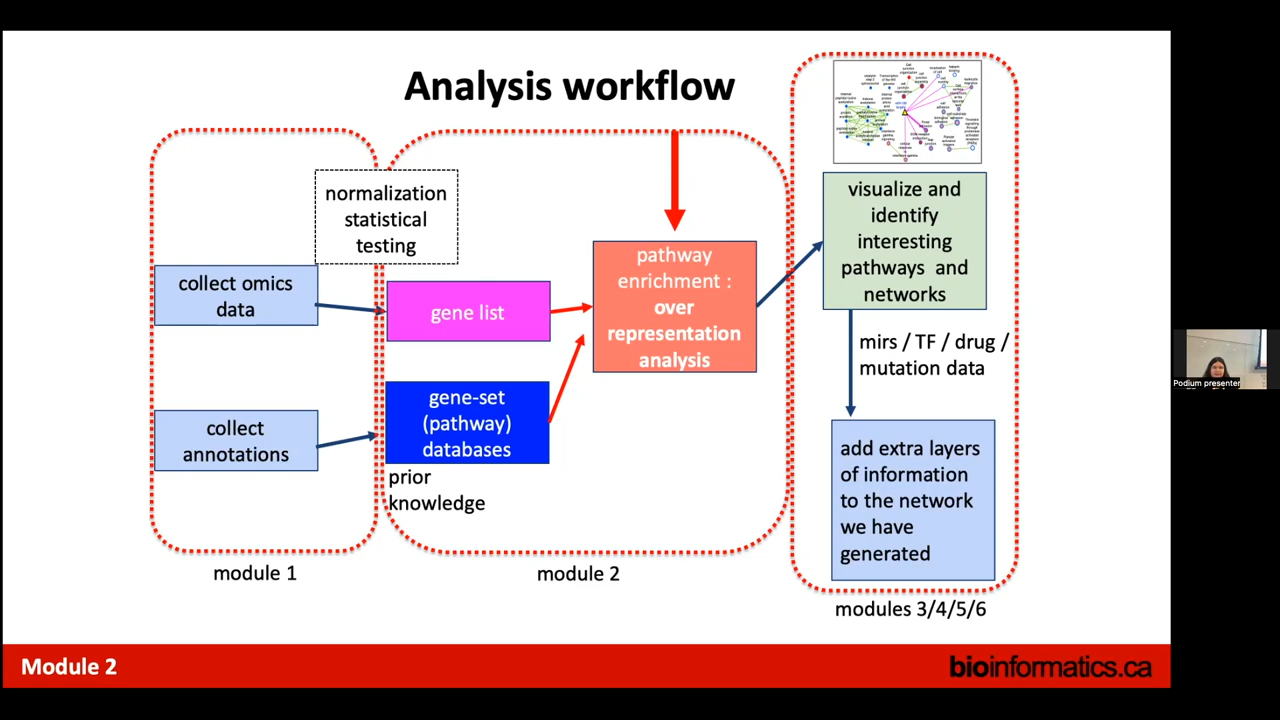 Analysis workflow
normalization
statistical
testing
collect omics
data
collect
annotations
module 1
gene list
gene-set
(pathway)
databases
prior
knowledge
pathway
enrichment :
over
representation
analysis
module 2
visualize and
identify
interesting
pathways and
networks
mirs / TF / drug /
mutation data
add extra layers
of information
to the network
we have
generated
modules 3/4/5/6
Module 2
bioinformatics.ca
Podium presenter